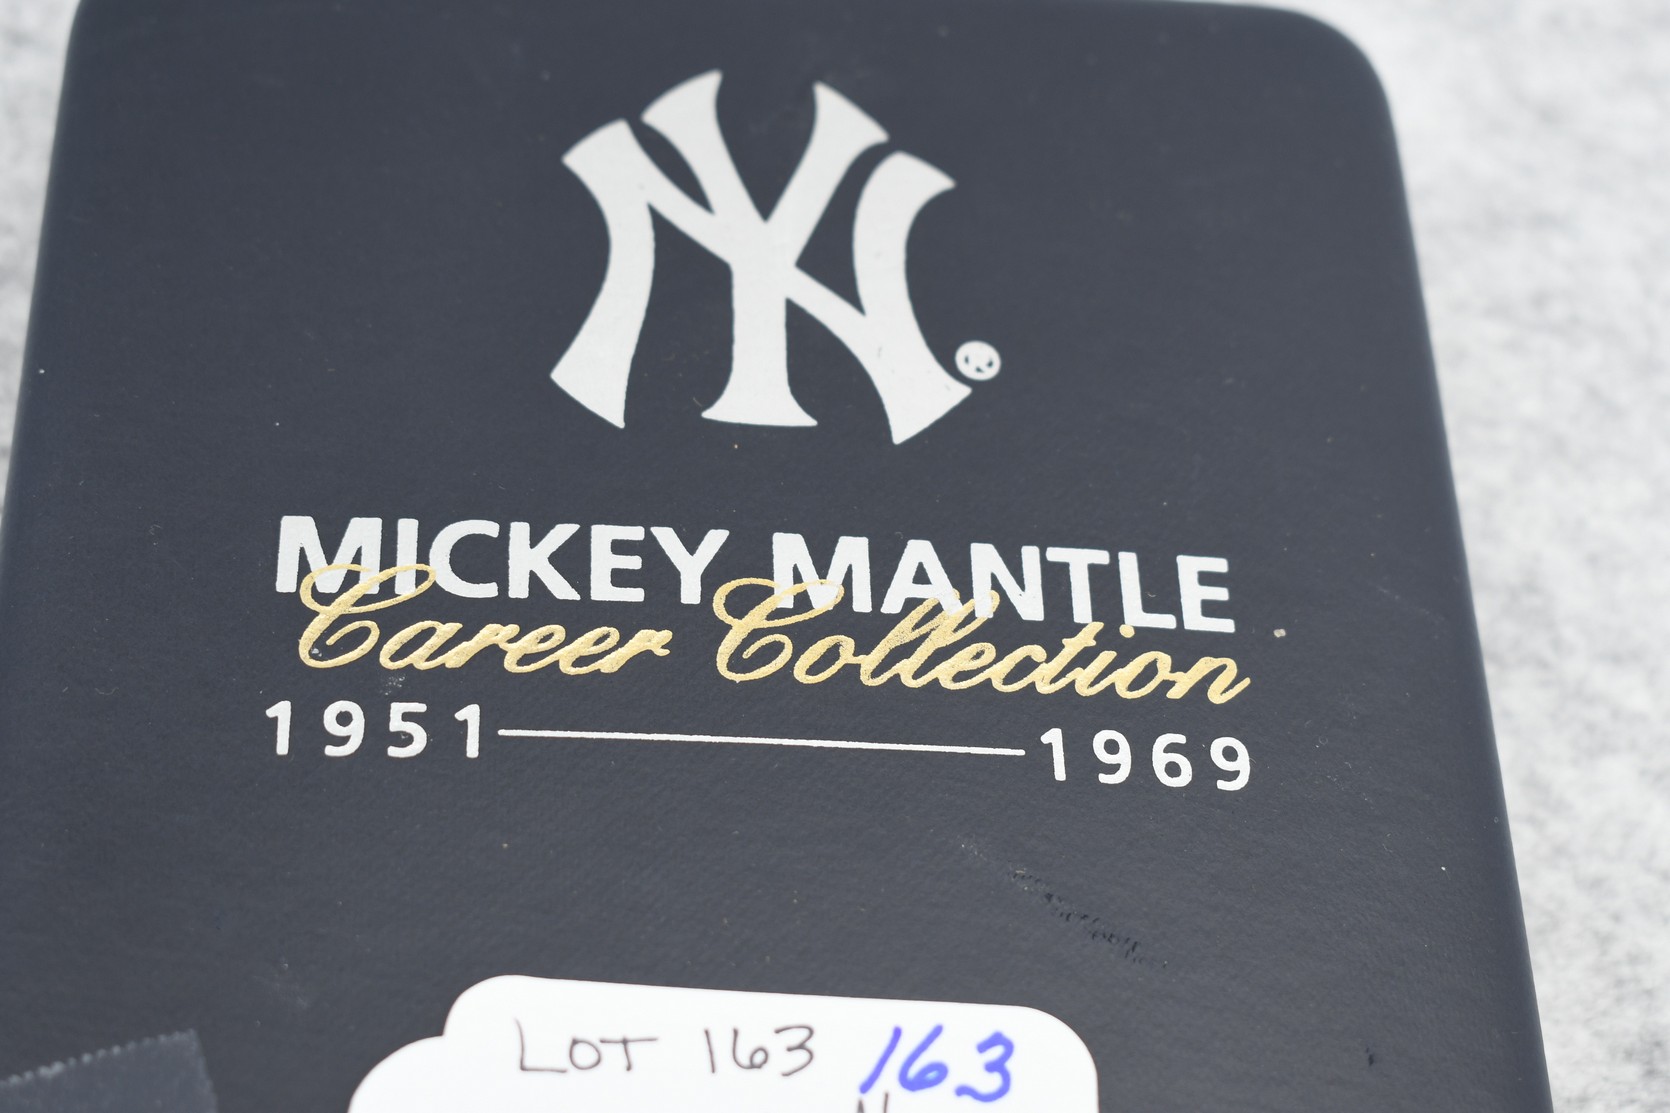 NY®
MICKEY MANTLE
Career Collection
1951—1969
LOT 163 163